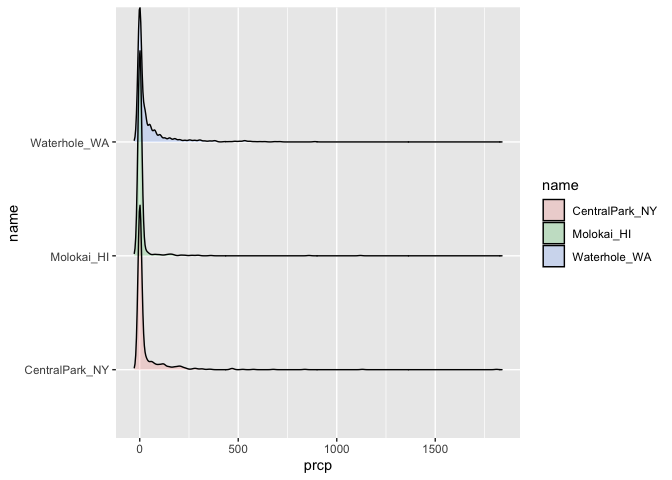 name
Waterhole_WA
Molokai_HI
CentralPark_NY
0 500 1000 1500
prcp
name
CentralPark_NY
Molokai_HI
Waterhole_WA